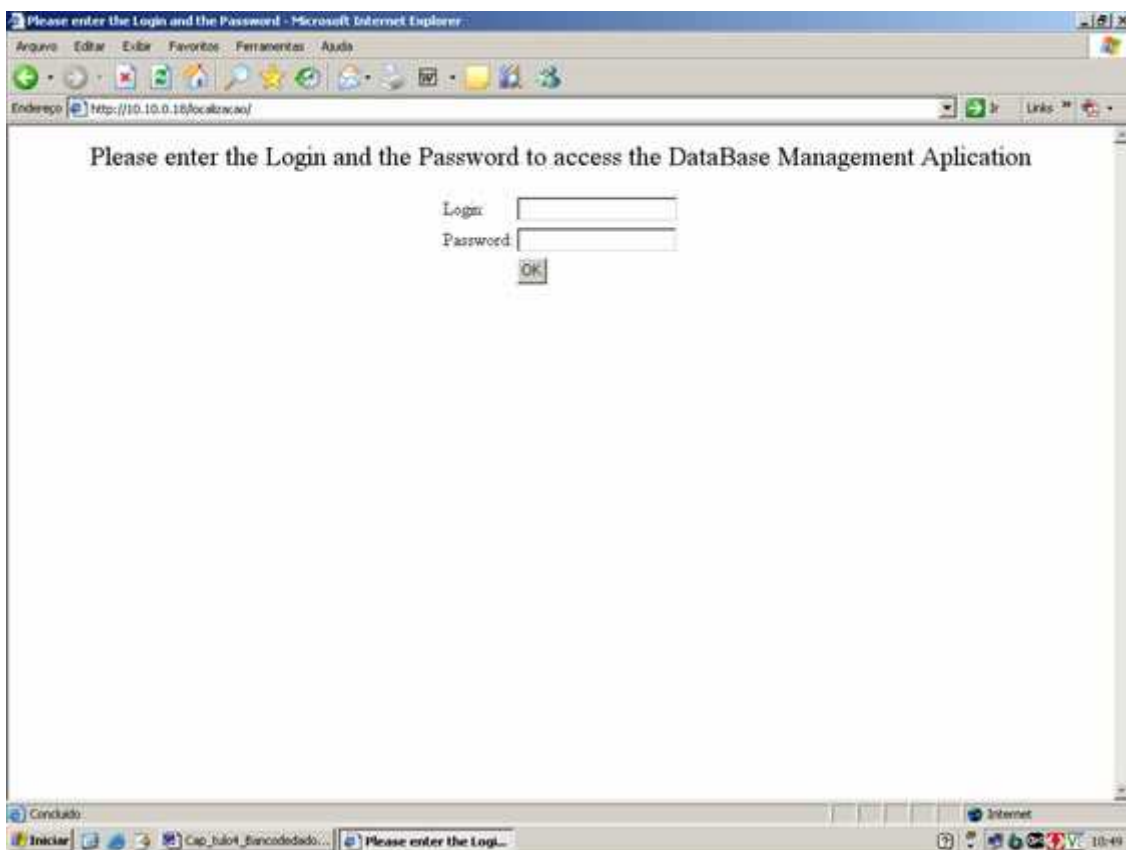 Please enter the Login and the Password - Microsoft Internet Explorer
Arquivo Editar Exibir Favoritos Ferramentas Ajuda
Endereço http://10.10.0.18/localizacao/ Ir Links »
Please enter the Login and the Password to access the DataBase Management Aplication
Login:
Password:
OK
Concluído Internet
Iniciar Cap_tulo4_Bancodedado... Please enter the Logi... 10:49